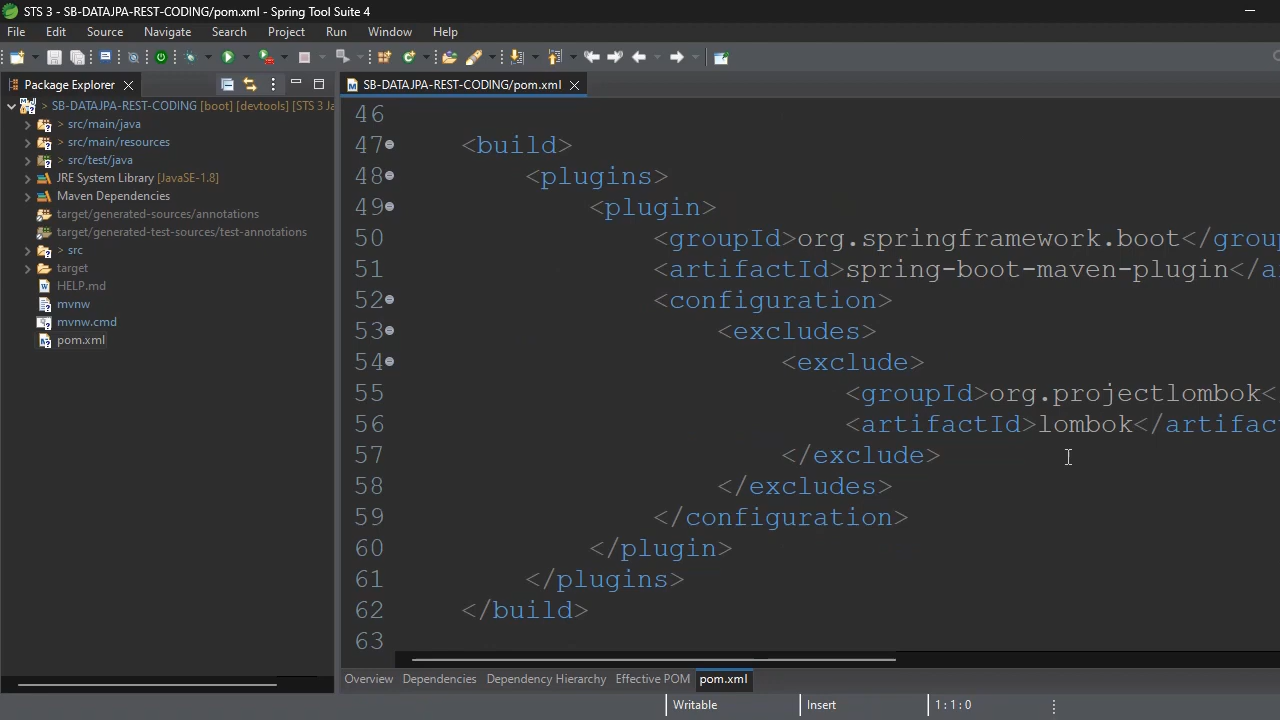 STS 3 - SB-DATAJPA-REST-CODING/pom.xml - Spring Tool Suite 4
File Edit Source Navigate Search Project Run Window Help
Package Explorer
SB-DATAJPA-REST-CODING/pom.xml
> SB-DATAJPA-REST-CODING [boot] [devtools] [STS 3 Ja
> src/main/java
> src/main/resources
> src/test/java
JRE System Library [JavaSE-1.8]
Maven Dependencies
target/generated-sources/annotations
target/generated-test-sources/test-annotations
> src
target
HELP.md
mvnw
mvnw.cmd
pom.xml
46
47 <build>
48 <plugins>
49 <plugin>
50 <groupId>org.springframework.boot</grou
51 <artifactId>spring-boot-maven-plugin</a
52 <configuration>
53 <excludes>
54 <exclude>
55 <groupId>org.projectlombok<
56 <artifactId>lombok</artifac
57 </exclude>
58 </excludes>
59 </configuration>
60 </plugin>
61 </plugins>
62 </build>
63
Overview Dependencies Dependency Hierarchy Effective POM pom.xml
Writable Insert 1 : 1 : 0